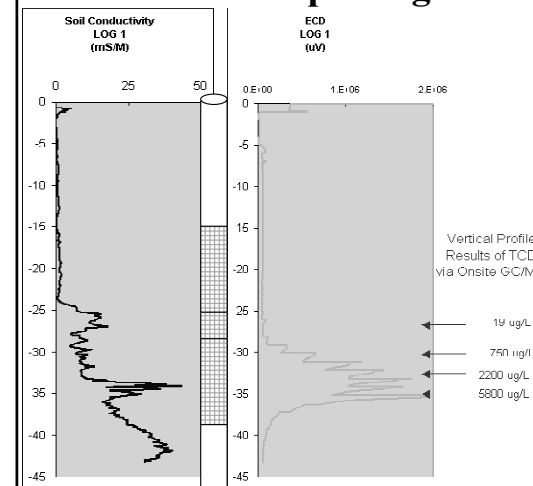 Soil Conductivity
LOG 1
(mS/M)
0 25 50
0
-5
-10
-15
-20
-25
-30
-35
-40
-45
ECD
LOG 1
(uV)
0.E+00 1.E+06 2.E+06
0
-5
-10
-15
-20
-25
-30
-35
-40
-45
Vertical Profile
Results of
via Onsite
19 ug/L
750 ug/L
2200 ug/L
5800 ug/L